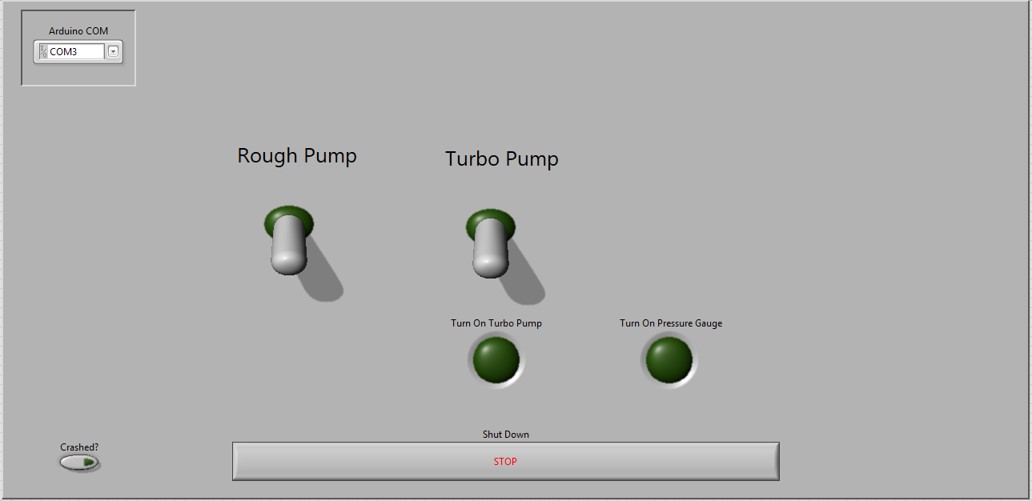 Arduino COM
COM3
Rough Pump
Turbo Pump
Turn On Turbo Pump
Turn On Pressure Gauge
Shut Down
Crashed?
STOP